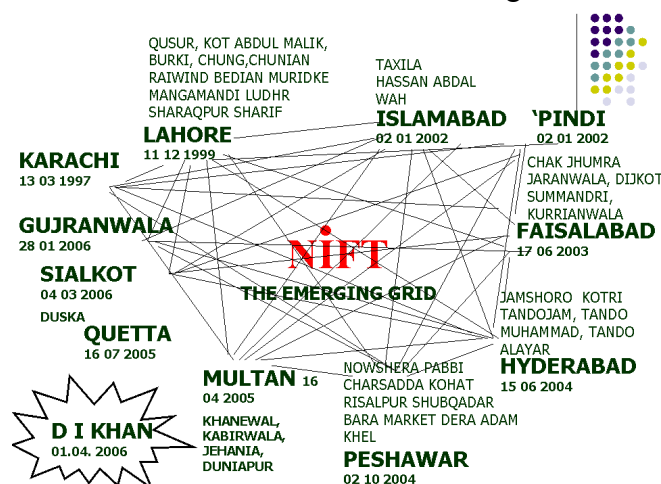 QUSUR, KOT ABDUL MALIK,
BURKI, CHUNG,CHUNIAN
RAIWIND BEDIAN MURIDKE
MANGAMANDI LUDHR
SHARAQPUR SHARIF
LAHORE
11 12 1999
TAXILA
HASSAN ABDAL
WAH
ISLAMABAD
02 01 2002
‘PINDI
02 01 2002
KARACHI
13 03 1997
CHAK JHUMRA
JARANWALA, DIJKOT
SUMMANDRI,
KURRIANWALA
FAISALABAD
17 06 2003
GUJRANWALA
28 01 2006
NIFT
THE EMERGING GRID
SIALKOT
04 03 2006
DUSKA
QUETTA
16 07 2005
JAMSHORO KOTRI
TANDOJAM, TANDO
MUHAMMAD, TANDO
ALAYAR
HYDERABAD
15 06 2004
MULTAN 16
04 2005
KHANEWAL,
KABIRWALA,
JEHANIA,
DUNIAPUR
NOWSHERA PABBI
CHARSADDA KOHAT
RISALPUR SHUBQADAR
BARA MARKET DERA ADAM
KHEL
PESHAWAR
02 10 2004
D I KHAN
01.04. 2006